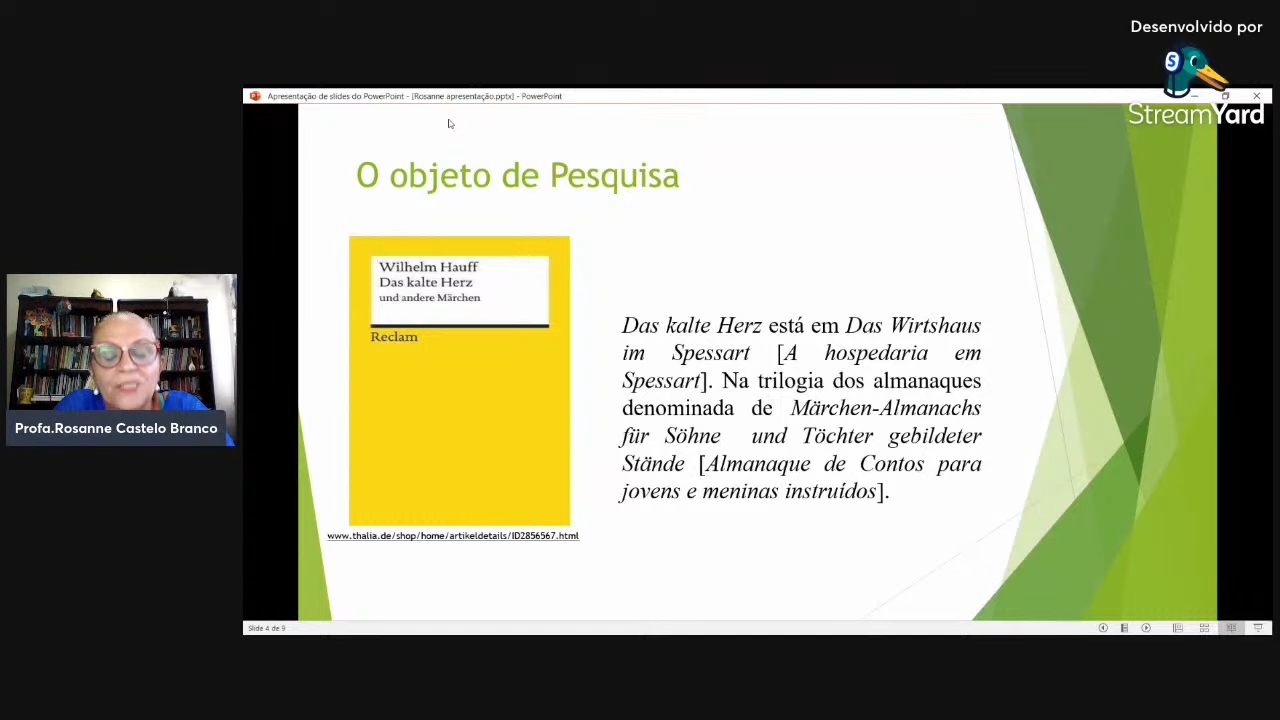 Desenvolvido por
StreamYard
Apresentação de slides do PowerPoint - [Rosanne apresentação.pptx] - PowerPoint
O objeto de Pesquisa
Wilhelm Hauff
Das kalte Herz
und andere Märchen
Reclam
www.thalia.de/shop/home/artikeldetails/ID2856567.html
Das kalte Herz está em Das Wirtshaus
im Spessart [A hospedaria em
Spessart]. Na trilogia dos almanaques
denominada de Märchen-Almanachs
für Söhne und Töchter gebildeter
Stände [Almanaque de Contos para
jovens e meninas instruídos].
Profa.Rosanne Castelo Branco
Slide 4 de 9